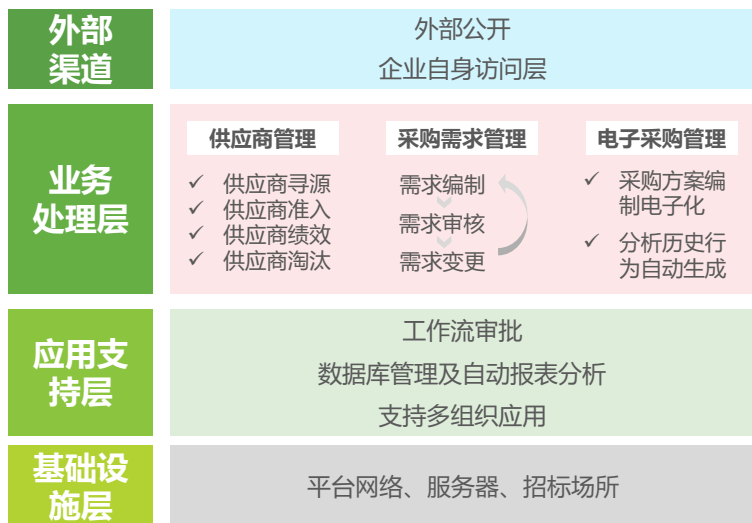 外部
渠道
外部公开
企业自身访问层
业务
处理层
供应商管理
供应商寻源
供应商准入
供应商绩效
供应商淘汰
采购需求管理
需求编制
需求审核
需求变更
电子采购管理
采购方案编
制电子化
分析历史行
为自动生成
应用支
持层
工作流审批
数据库管理及自动报表分析
支持多组织应用
基础设
施层
平台网络、服务器、招标场所